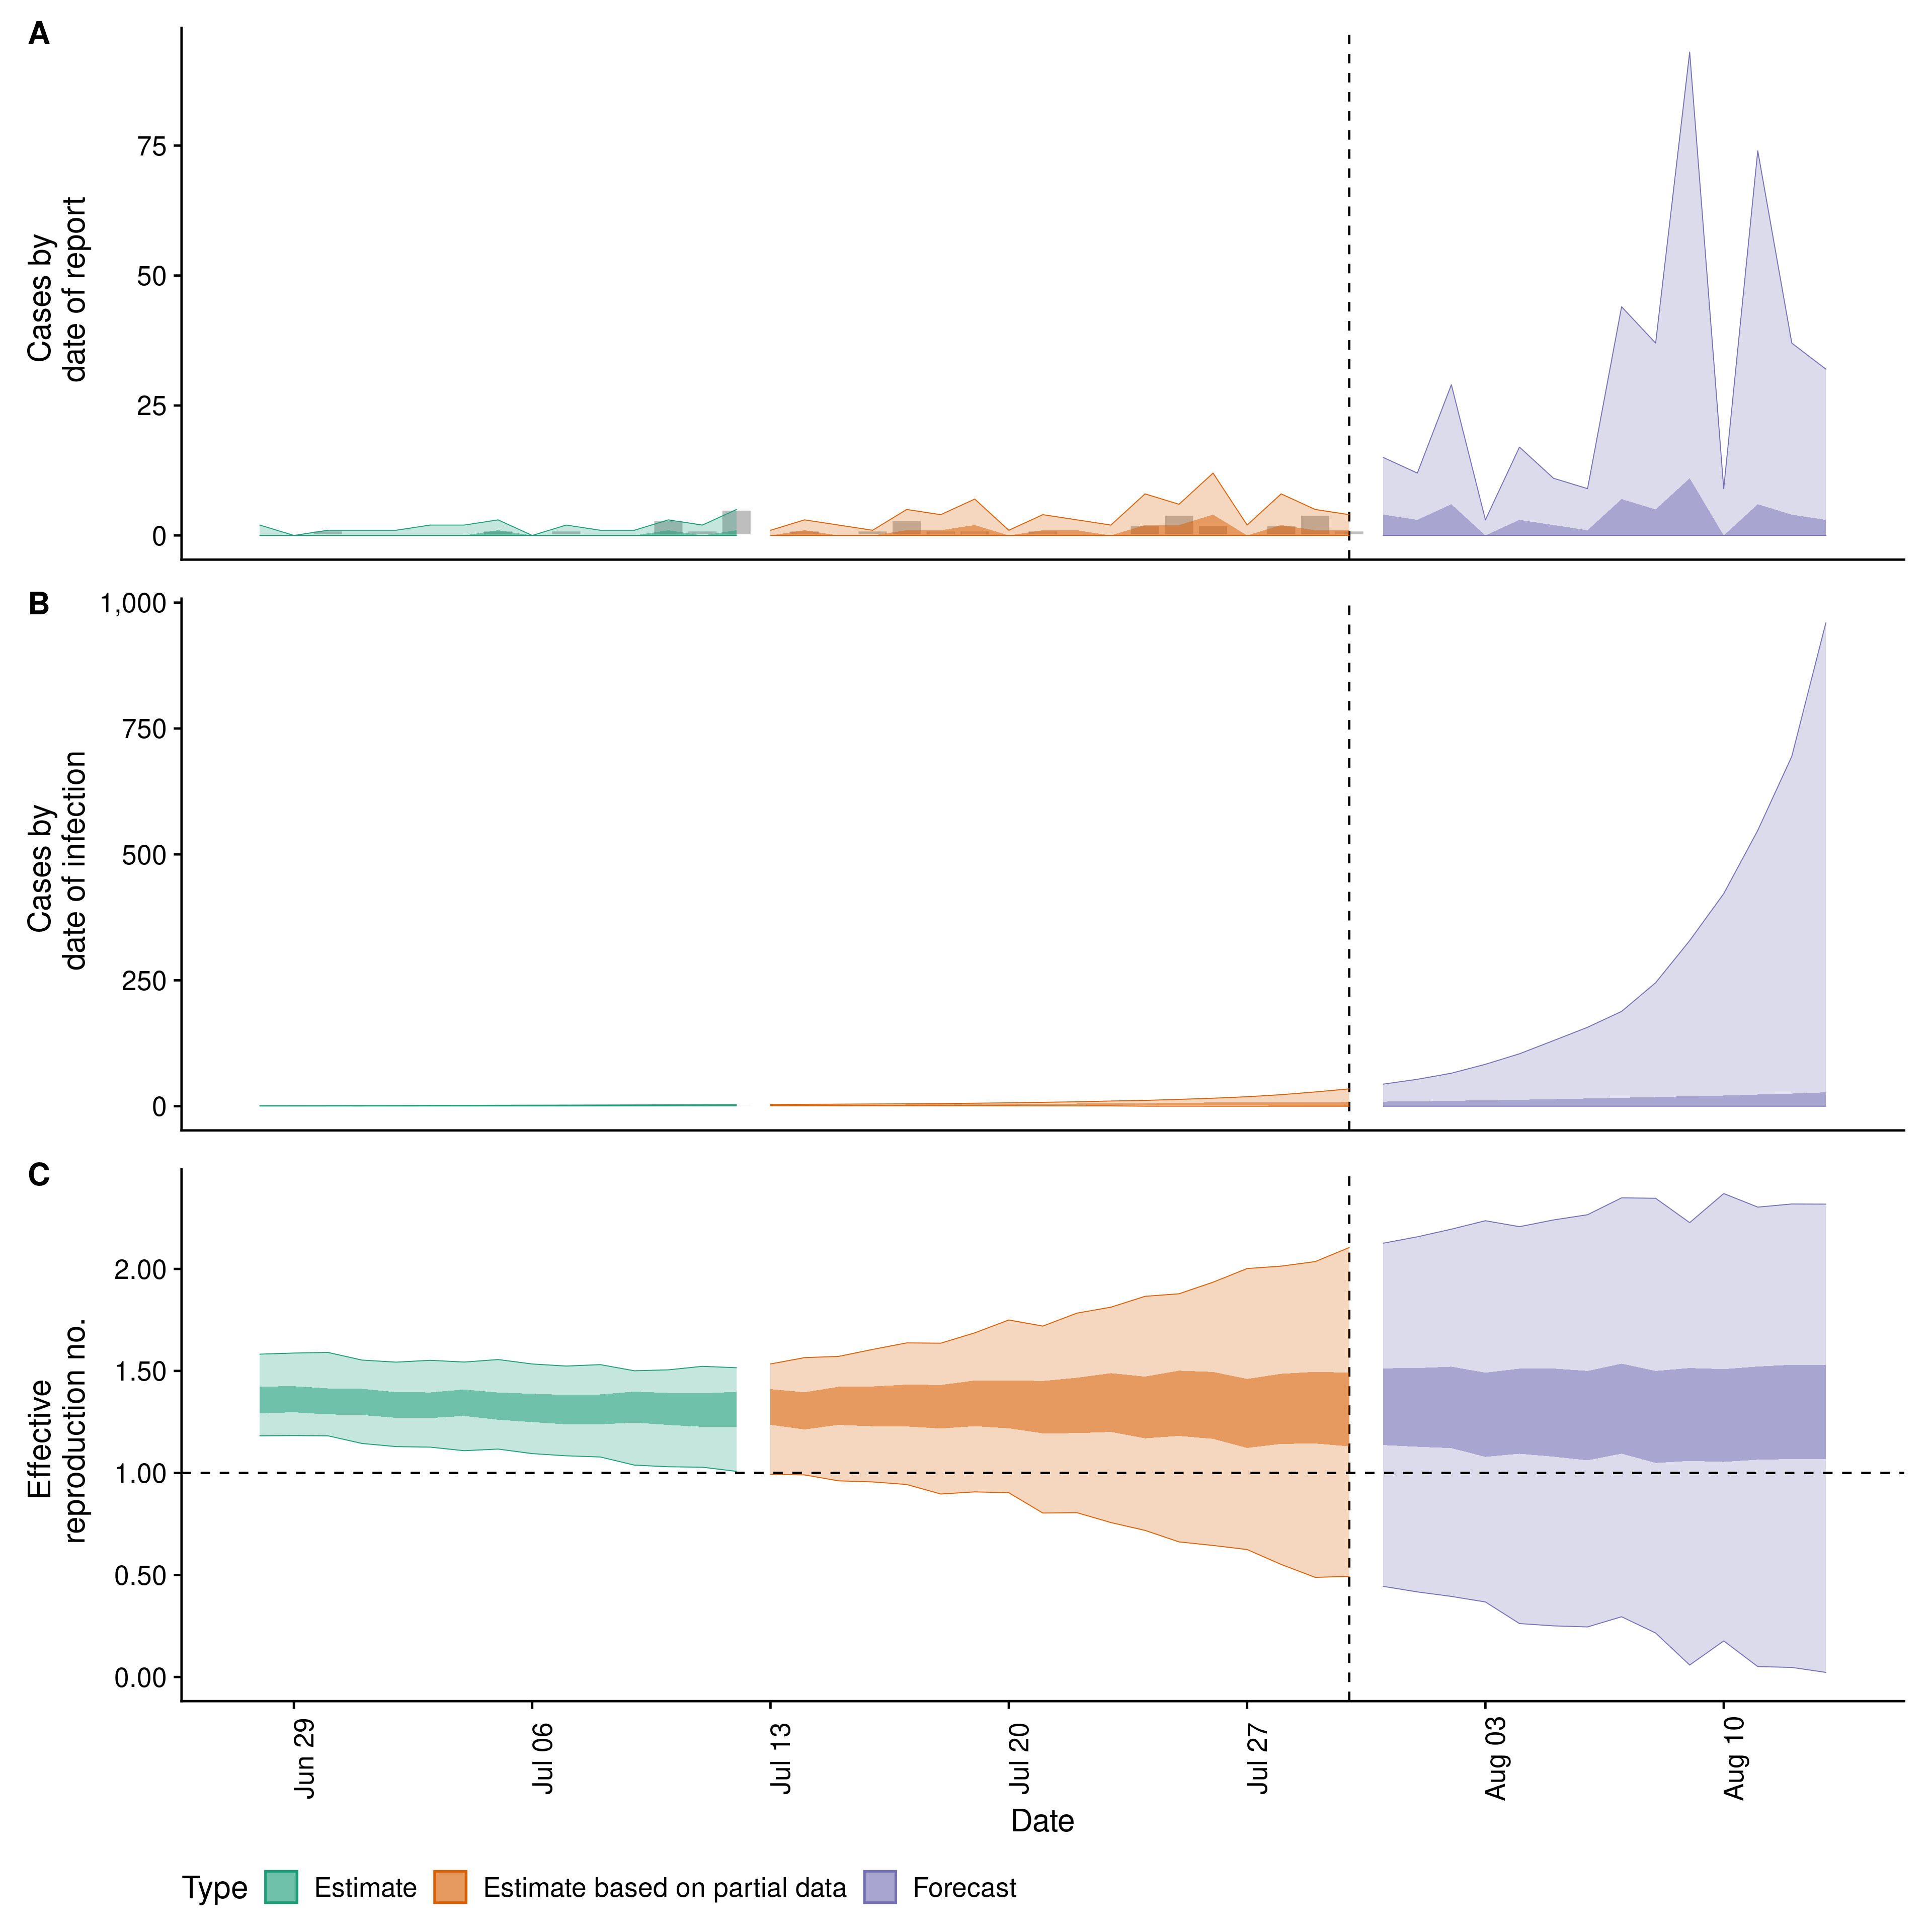 A
Cases by
date of report
75
50
25
0
B
Cases by
date of infection
1,000
750
500
250
0
C
Effective
reproduction no.
2.00
1.50
1.00
0.50
0.00
Jun 29
Jul 06
Jul 13
Jul 20
Jul 27
Aug 03
Aug 10
Date
Type Estimate Estimate based on partial data Forecast